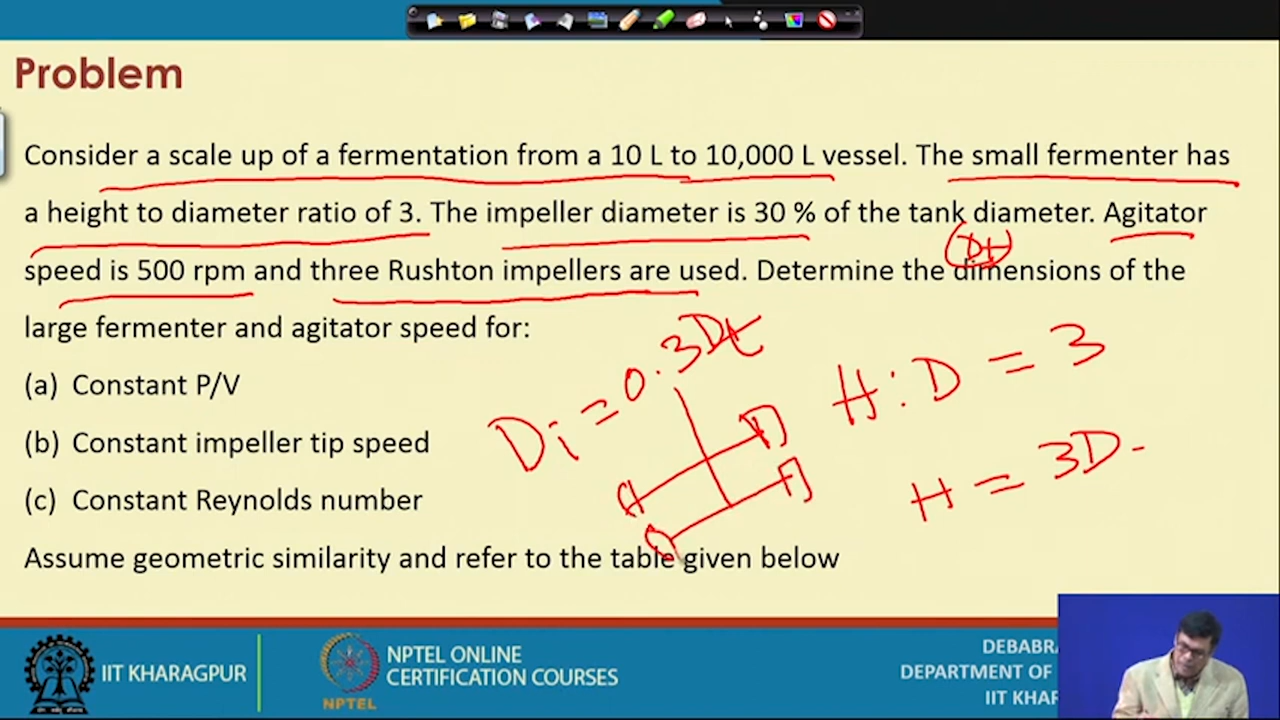 Problem
Consider a scale up of a fermentation from a 10 L to 10,000 L vessel. The small fermenter has
a height to diameter ratio of 3. The impeller diameter is 30 % of the tank diameter. Agitator
speed is 500 rpm and three Rushton impellers are used. Determine the dimensions of the
large fermenter and agitator speed for:
(a) Constant P/V
(b) Constant impeller tip speed
(c) Constant Reynolds number
Assume geometric similarity and refer to the table given below
Dt
Di = 0.3Dt
H : D = 3
H = 3D
IIT KHARAGPUR
NPTEL
NPTEL ONLINE
CERTIFICATION COURSES
DEBABRA
DEPARTMENT OF
IIT KHAR